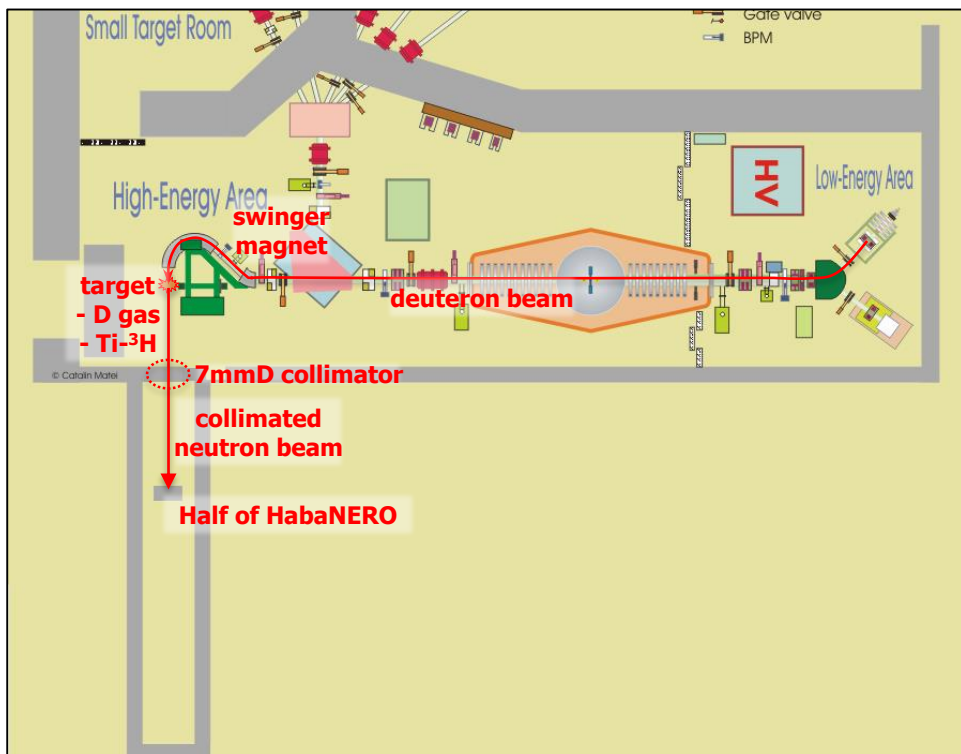 Small Target Room
Gate valve
BPM
High-Energy Area
HV
Low-Energy Area
swinger
magnet
target
- D gas
- Ti-³H
deuteron beam
© Catalin Matei
7mmD collimator
collimated
neutron beam
Half of HabaNERO